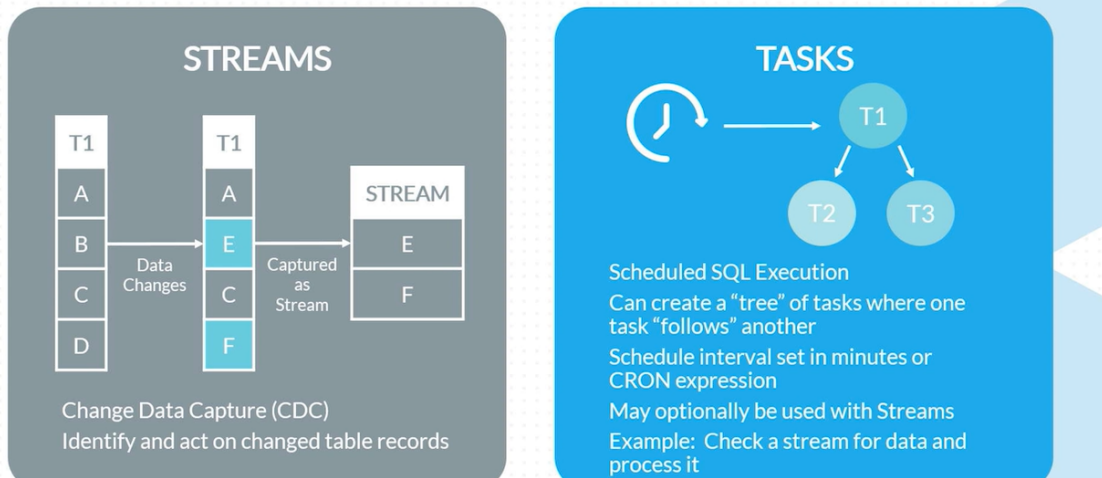 STREAMS
T1
A
B
C
D
Data
Changes
T1
A
E
C
F
Captured
as
Stream
STREAM
E
F
Change Data Capture (CDC)
Identify and act on changed table records
TASKS
T1
T2
T3
Scheduled SQL Execution
Can create a “tree” of tasks where one
task “follows” another
Schedule interval set in minutes or
CRON expression
May optionally be used with Streams
Example: Check a stream for data and
process it